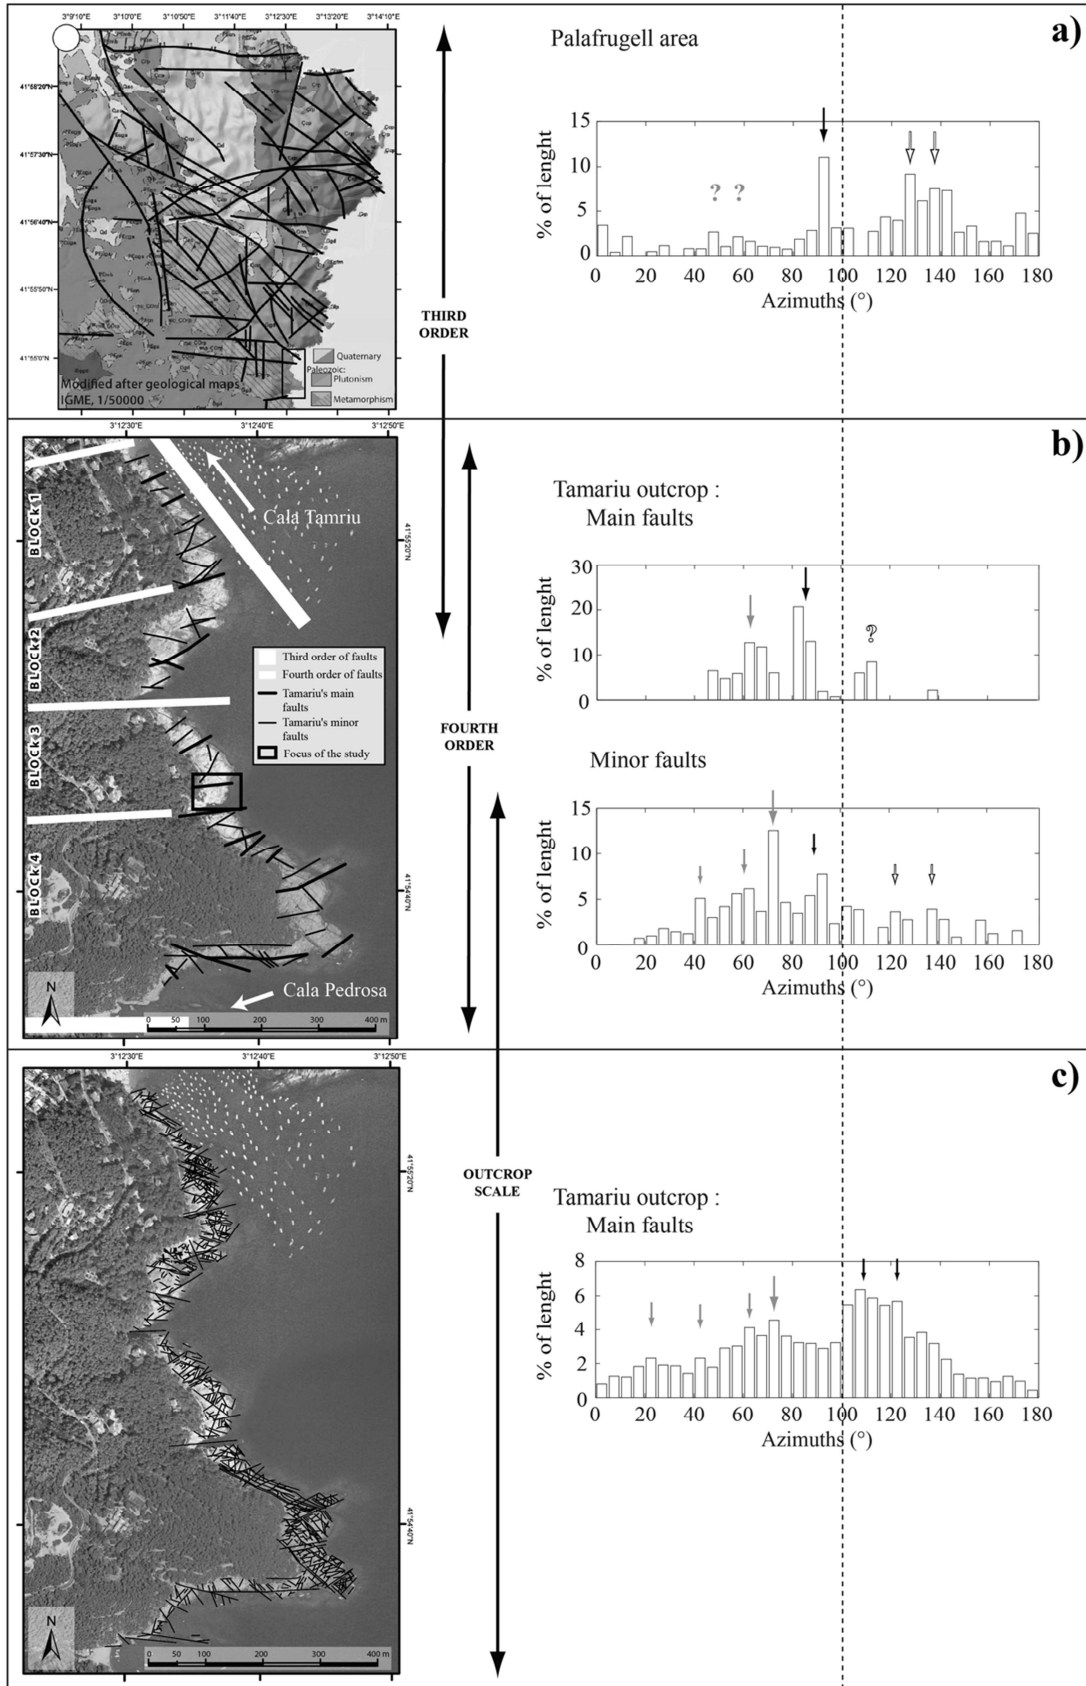 a)
3°9'10"E 3°10'0"E 3°10'50"E 3°11'40"E 3°12'30"E 3°13'20"E 3°14'10"E
41°58'20"N
41°57'30"N
41°56'40"N
41°55'50"N
41°55'0"N
Quaternary
Paleozoic:
Plutonism
Metamorphism
Modified after geological maps
IGME, 1/50000
THIRD
ORDER
Palafrugell area
? ?
% of lenght
15
10
5
0
0 20 40 60 80 100 120 140 160 180
Azimuths (°)
b)
3°12'30"E 3°12'40"E 3°12'50"E
41°55'20"N
41°54'40"N
BLOCK 1
BLOCK 2
BLOCK 3
BLOCK 4
Cala Tamriu
Third order of faults
Fourth order of faults
Tamariu's main
faults
Tamariu's minor
faults
Focus of the study
Cala Pedrosa
N
0 50 100 200 300 400 m
FOURTH
ORDER
Tamariu outcrop :
Main faults
?
% of lenght
30
20
10
0
Minor faults
% of lenght
15
10
5
0
0 20 40 60 80 100 120 140 160 180
Azimuths (°)
c)
3°12'30"E 3°12'40"E 3°12'50"E
41°55'20"N
41°54'40"N
N
0 50 100 200 300 400 m
OUTCROP
SCALE
Tamariu outcrop :
Main faults
% of lenght
8
6
4
2
0
0 20 40 60 80 100 120 140 160 180
Azimuths (°)